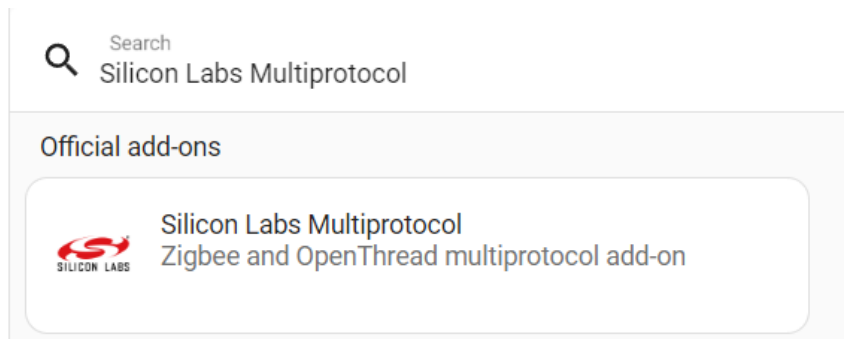 Search
Silicon Labs Multiprotocol
Official add-ons
Silicon Labs Multiprotocol
Zigbee and OpenThread multiprotocol add-on
SILICON LABS